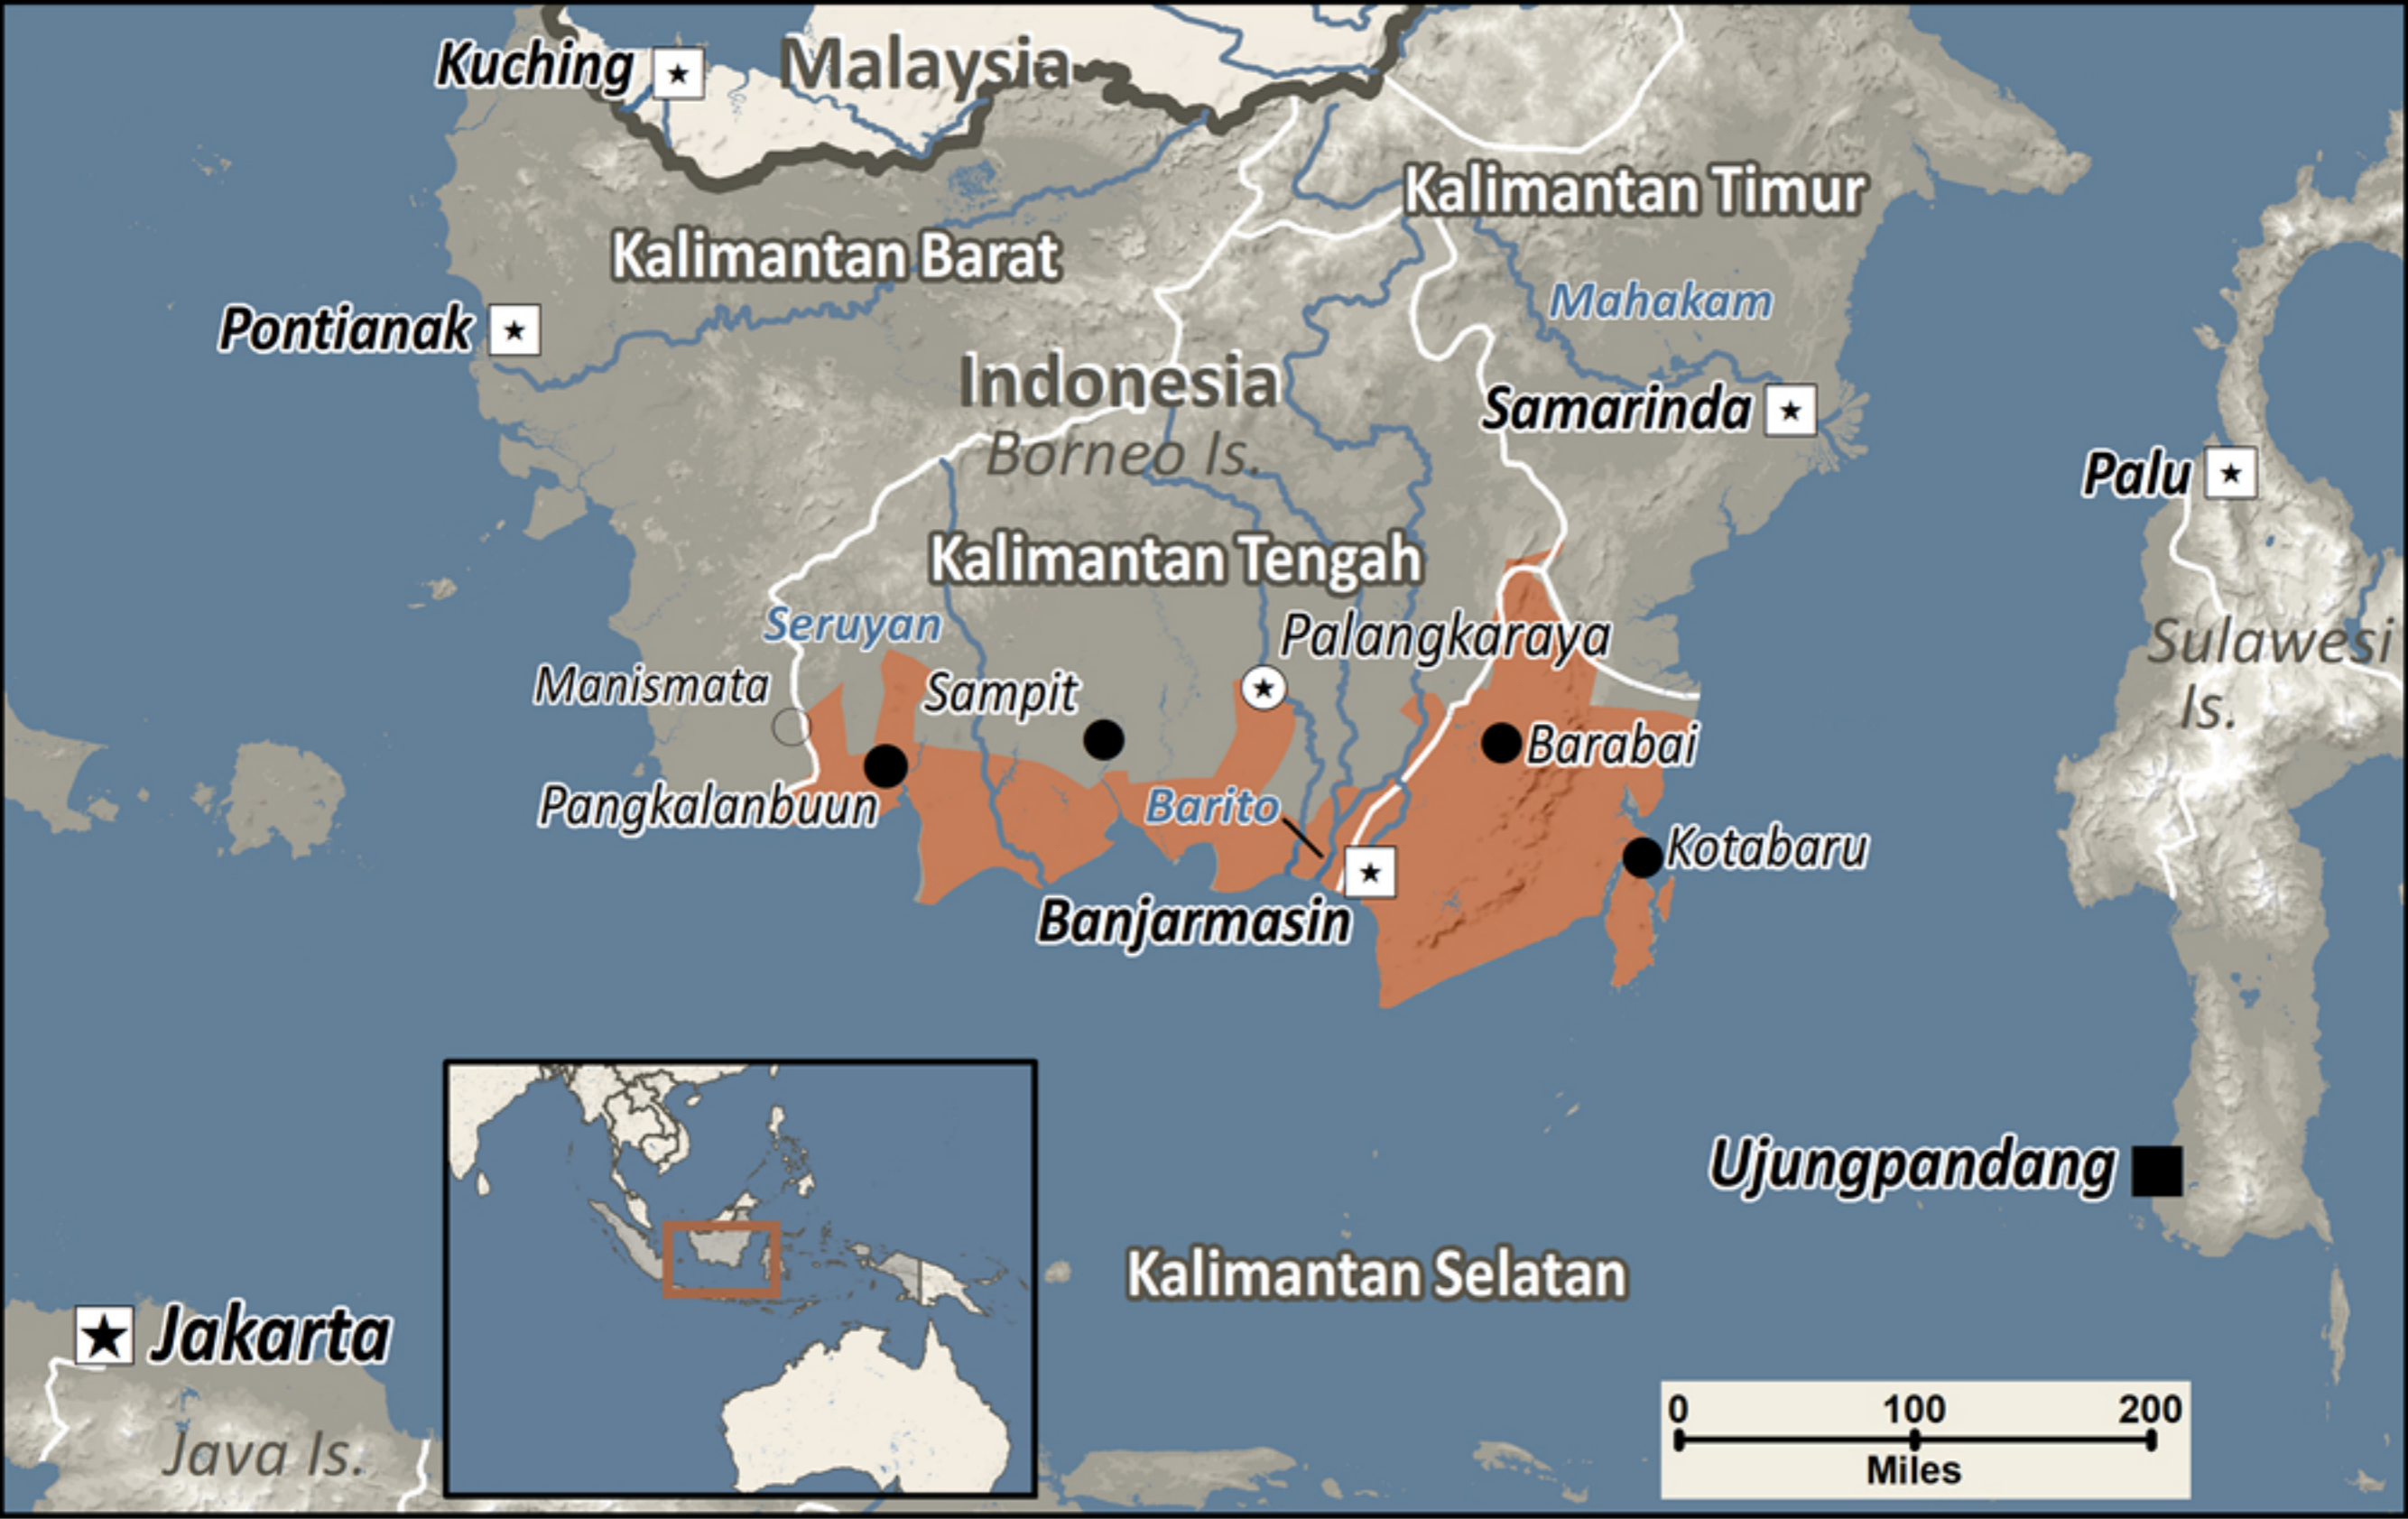 Kuching
Malaysia
Kalimantan Timur
Kalimantan Barat
Mahakam
Pontianak
Indonesia
Borneo Is.
Samarinda
Palu
Kalimantan Tengah
Seruyan
Palangkaraya
Sulawesi
Is.
Manismata
Sampit
Barabai
Pangkalanbuun
Barito
Kotabaru
Banjarmasin
Ujungpandang
Kalimantan Selatan
Jakarta
Java Is.
0 100 200
Miles